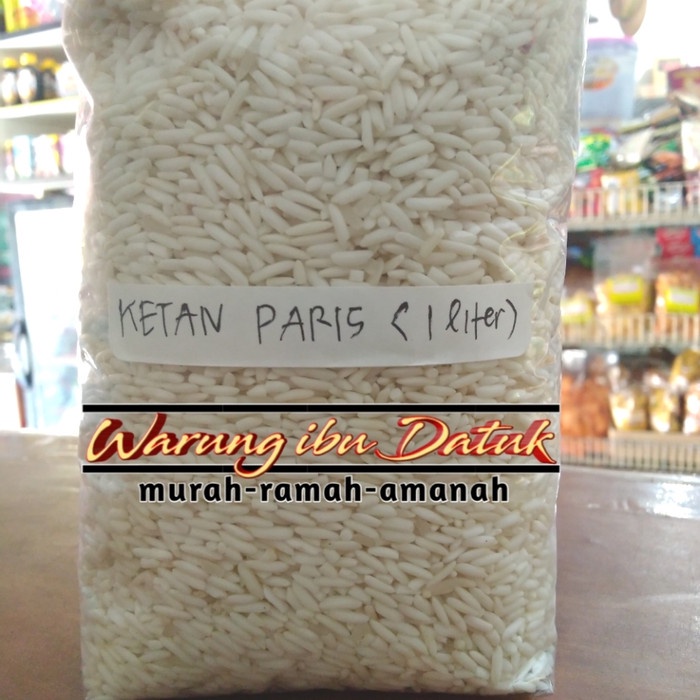 KETAN PARIS (1 liter)
Warung ibu Datuk
murah-ramah-amanah